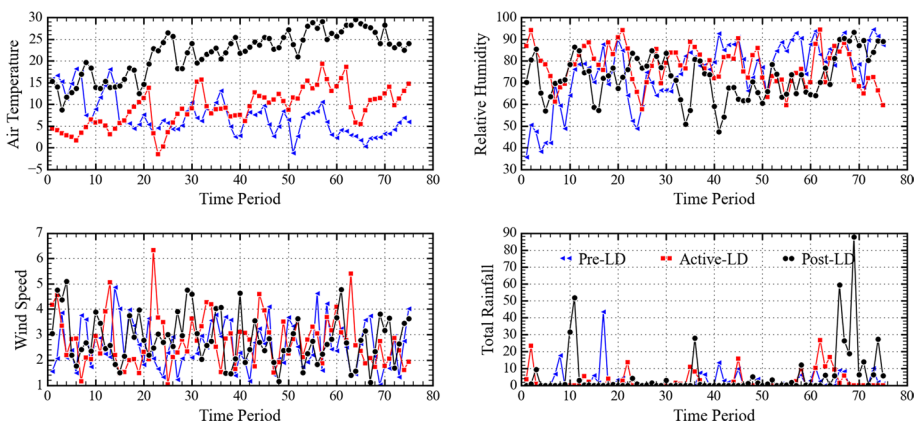 30
25
20
15
10
5
0
−5
0 10 20 30 40 50 60 70 80
Air Temperature
Time Period
100
90
80
70
60
50
40
30
0 10 20 30 40 50 60 70 80
Relative Humidity
Time Period
7
6
5
4
3
2
1
0 10 20 30 40 50 60 70 80
Wind Speed
Time Period
90
80
70
60
50
40
30
20
10
0
0 10 20 30 40 50 60 70 80
Total Rainfall
Time Period
Pre-LD Active-LD Post-LD